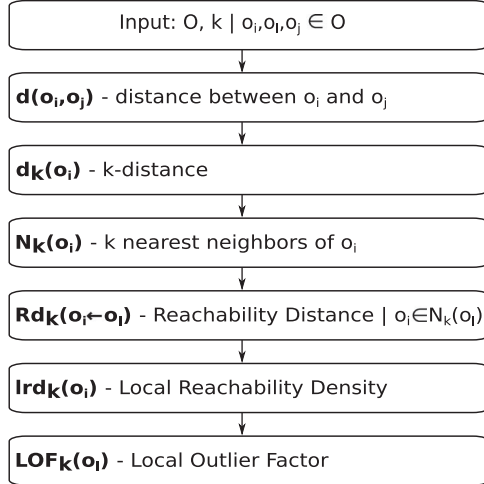 Input: O, k | oᵢ,oₗ,oⱼ ∈ O
d(oᵢ,oⱼ) - distance between oᵢ and oⱼ
dₖ(oᵢ) - k-distance
Nₖ(oᵢ) - k nearest neighbors of oᵢ
Rdₖ(oᵢ←oₗ) - Reachability Distance | oᵢ∈Nₖ(oₗ)
lrdₖ(oᵢ) - Local Reachability Density
LOFₖ(oₗ) - Local Outlier Factor